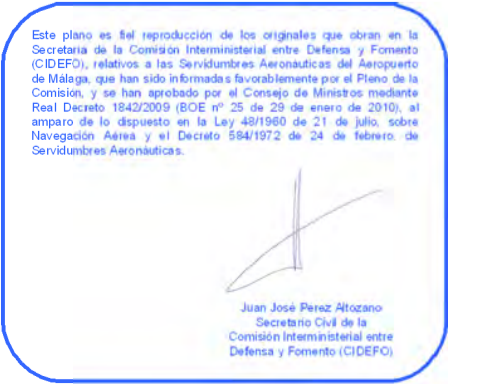 Este plano es fiel reproducción de los originales que obran en la
Secretaria de la Comisión Interministerial entre Defensa y Fomento
(CIDEFO), relativos a las Servidumbres Aeronáuticas del Aeropuerto
de Málaga, que han sido informadas favorablemente por el Pleno de la
Comisión, y se han aprobado por el Consejo de Ministros mediante
Real Decreto 1842/2009 (BOE nº 25 de 29 de enero de 2010), al
amparo de lo dispuesto en la Ley 48/1960 de 21 de julio, sobre
Navegación Aérea y el Decreto 584/1972 de 24 de febrero, de
Servidumbres Aeronáuticas.
Juan José Pérez Altozano
Secretario Civil de la
Comisión Interministerial entre
Defensa y Fomento (CIDEFO)